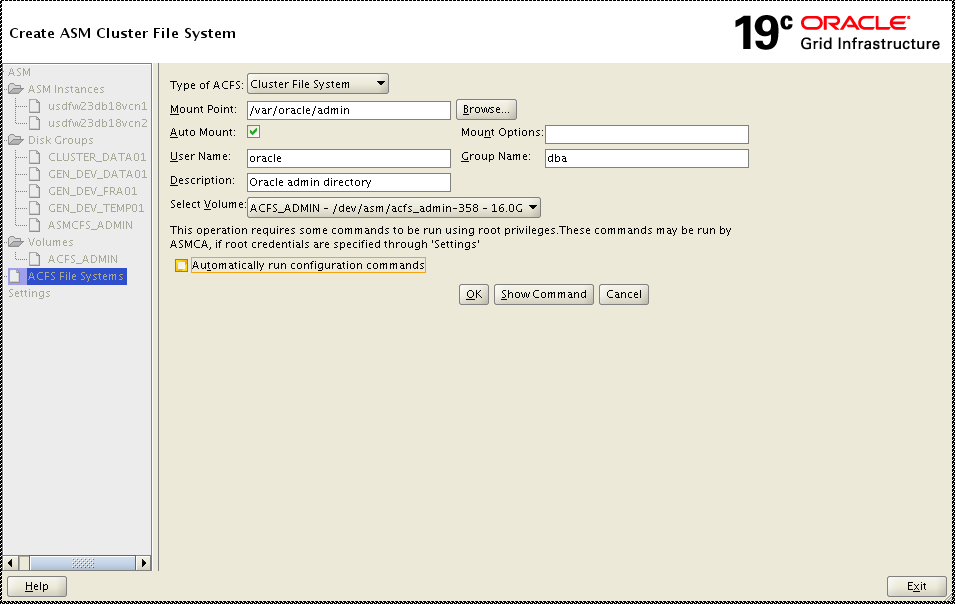 Create ASM Cluster File System
19c ORACLE®
Grid Infrastructure
ASM
ASM Instances
usdfw23db18vcn1
usdfw23db18vcn2
Disk Groups
CLUSTER_DATA01
GEN_DEV_DATA01
GEN_DEV_FRA01
GEN_DEV_TEMP01
ASMCFS_ADMIN
Volumes
ACFS_ADMIN
ACFS File Systems
Settings
Type of ACFS: Cluster File System
Mount Point: /var/oracle/admin Browse...
Auto Mount: Mount Options:
User Name: oracle Group Name: dba
Description: Oracle admin directory
Select Volume: ACFS_ADMIN - /dev/asm/acfs_admin-358 - 16.0G
This operation requires some commands to be run using root privileges.These commands may be run by
ASMCA, if root credentials are specified through 'Settings'
Automatically run configuration commands
OK Show Command Cancel
Help Exit